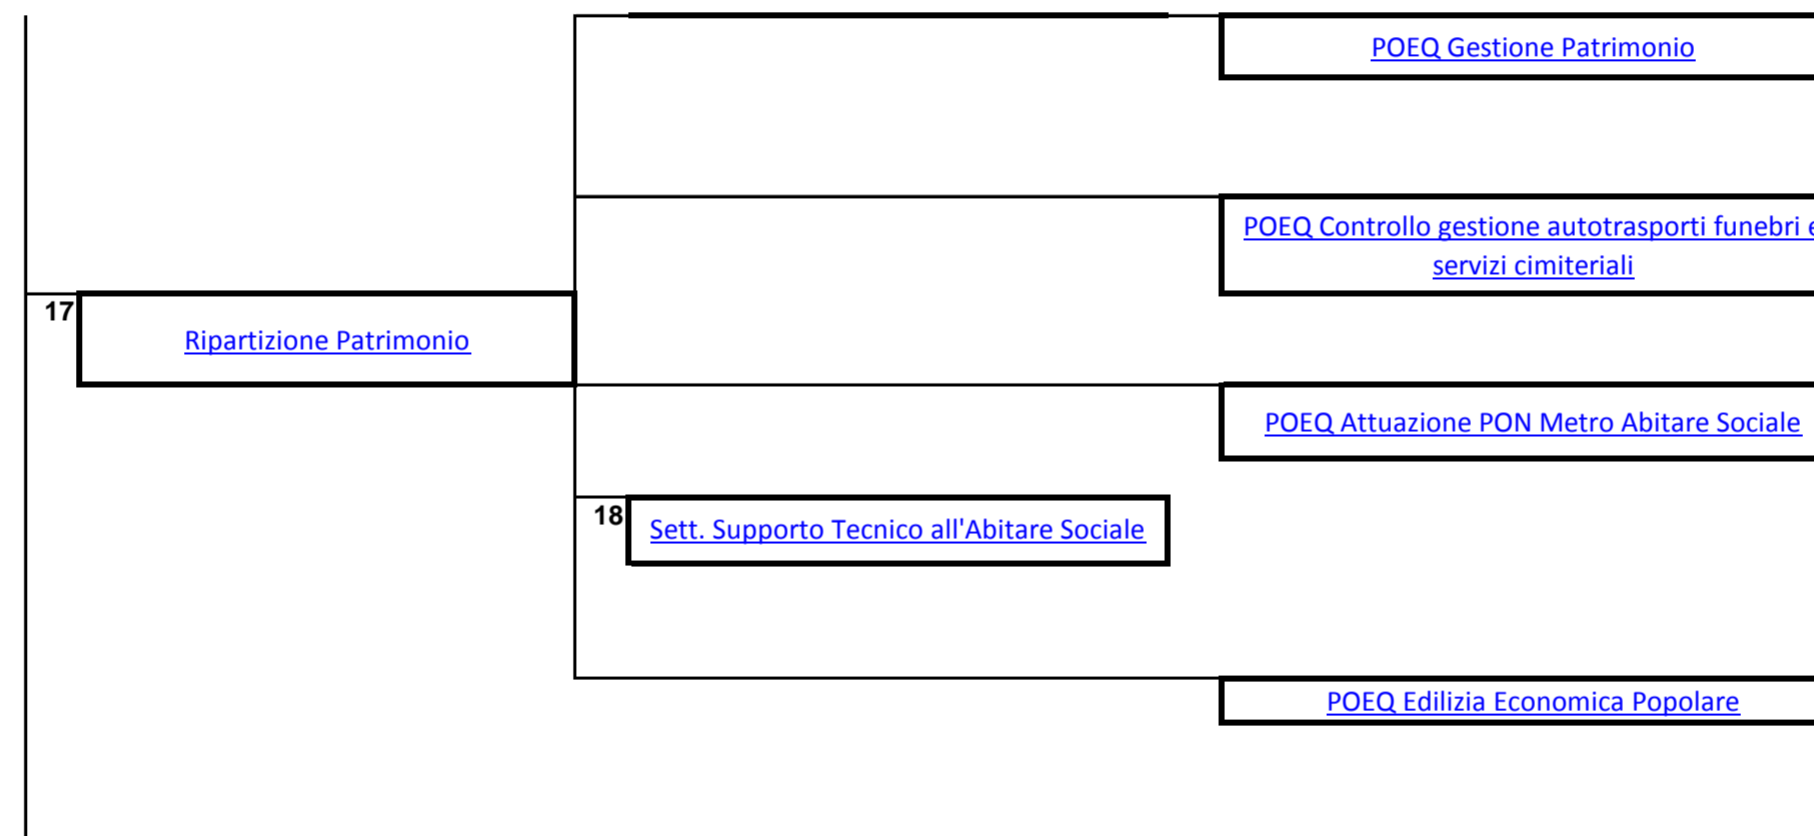 POEQ Gestione Patrimonio
POEQ Controllo gestione autotrasporti funebri e
servizi cimiteriali
17
Ripartizione Patrimonio
POEQ Attuazione PON Metro Abitare Sociale
18
Sett. Supporto Tecnico all'Abitare Sociale
POEQ Edilizia Economica Popolare